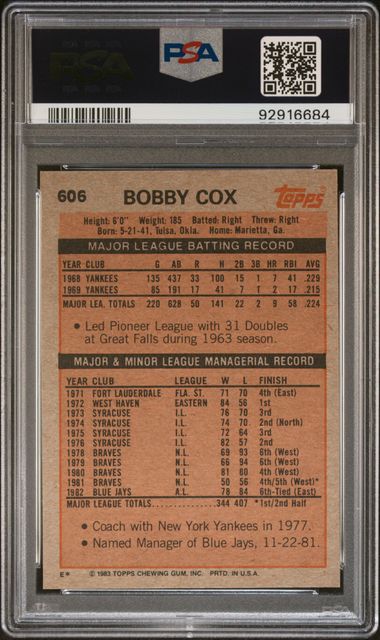 PSA
PSA
92916684
606 BOBBY COX Topps
Height: 6'0" Weight: 185 Batted: Right Threw: Right
Born: 5-21-41, Tulsa, Okla. Home: Marietta, Ga.
MAJOR LEAGUE BATTING RECORD
YEAR CLUB G AB R H 2B 3B HR RBI AVG
1968 YANKEES 135 437 33 100 15 1 7 41 .229
1969 YANKEES 85 191 17 41 7 1 2 17 .215
MAJOR LEA. TOTALS 220 628 50 141 22 2 9 58 .224
• Led Pioneer League with 31 Doubles
at Great Falls during 1963 season.
MAJOR & MINOR LEAGUE MANAGERIAL RECORD
YEAR CLUB LEAGUE W L FINISH
1971 FORT LAUDERDALE FLA. ST. 71 70 4th (East)
1972 WEST HAVEN EASTERN 84 56 1st
1973 SYRACUSE I.L. 76 70 3rd
1974 SYRACUSE I.L. 74 70 2nd (North)
1975 SYRACUSE I.L. 72 64 3rd
1976 SYRACUSE I.L. 82 57 2nd
1978 BRAVES N.L. 69 93 6th (West)
1979 BRAVES N.L. 66 94 6th (West)
1980 BRAVES N.L. 81 80 4th (West)
1981 BRAVES N.L. 50 56 4th/5th (West)*
1982 BLUE JAYS A.L. 78 84 6th-Tied (East)
MAJOR LEAGUE TOTALS 344 407 *1st/2nd Half
• Coach with New York Yankees in 1977.
• Named Manager of Blue Jays, 11-22-81.
E* © 1983 TOPPS CHEWING GUM, INC. PRTD. IN U.S.A.